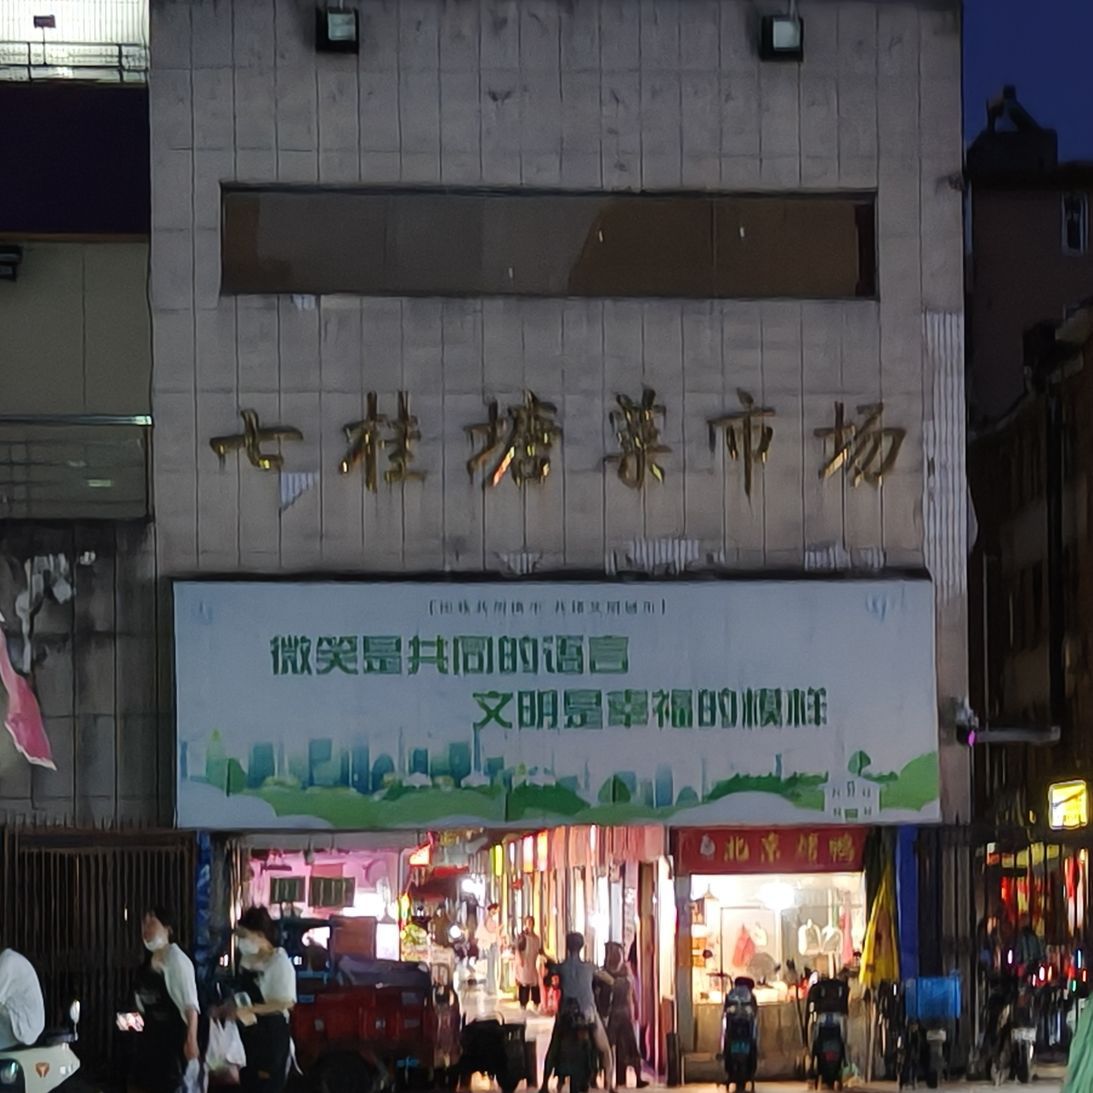 七桂塘菜市场
微笑是共同的语言
文明是幸福的模样
北京烤鸭